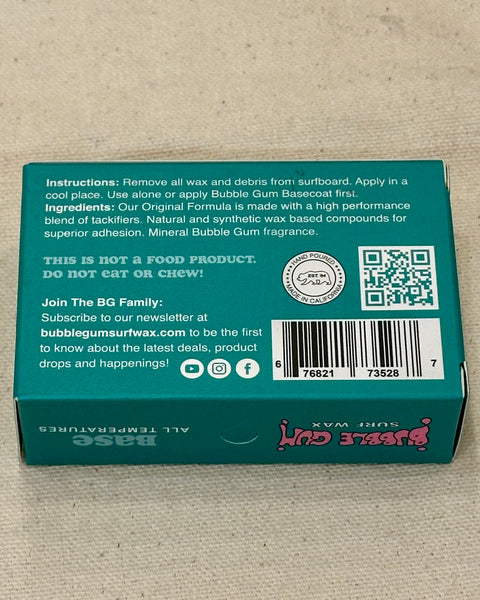 Instructions: Remove all wax and debris from surfboard. Apply in a
cool place. Use alone or apply Bubble Gum Basecoat first.
Ingredients: Our Original Formula is made with a high performance
blend of tackifiers. Natural and synthetic wax based compounds for
superior adhesion. Mineral Bubble Gum fragrance.
THIS IS NOT A FOOD PRODUCT.
DO NOT EAT OR CHEW!
HAND POURED
EST. '84
MADE IN CALIFORNIA
Join The BG Family:
Subscribe to our newsletter at
bubblegumsurfwax.com to be the first
to know about the latest deals, product
drops and happenings!
6 76821 73528 7
BUBBLE GUM
SURF WAX
BASE
ALL TEMPERATURES